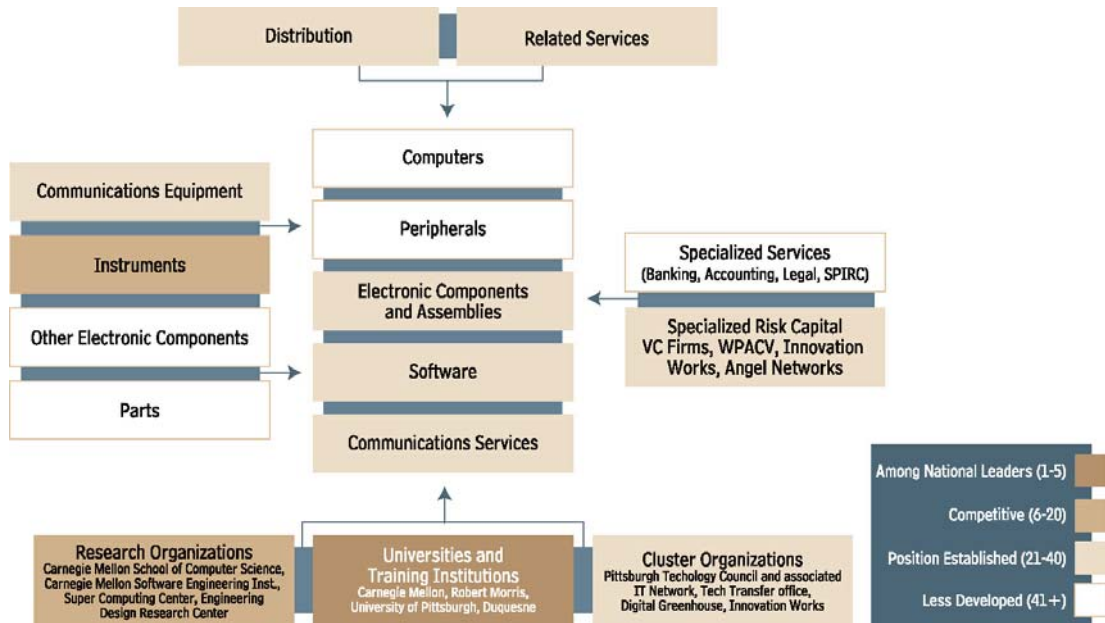 Distribution
Related Services
Computers
Communications Equipment
Peripherals
Instruments
Specialized Services
(Banking, Accounting, Legal, SPIRC)
Electronic Components
and Assemblies
Other Electronic Components
Specialized Risk Capital
VC Firms, WPACV, Innovation
Works, Angel Networks
Software
Parts
Communications Services
Among National Leaders (1-5)
Competitive (6-20)
Position Established (21-40)
Less Developed (41+)
Research Organizations
Carnegie Mellon School of Computer Science,
Carnegie Mellon Software Engineering Inst.,
Super Computing Center, Engineering
Design Research Center
Universities and
Training Institutions
Carnegie Mellon, Robert Morris,
University of Pittsburgh, Duquesne
Cluster Organizations
Pittsburgh Techology Council and associated
IT Network, Tech Transfer office,
Digital Greenhouse, Innovation Works